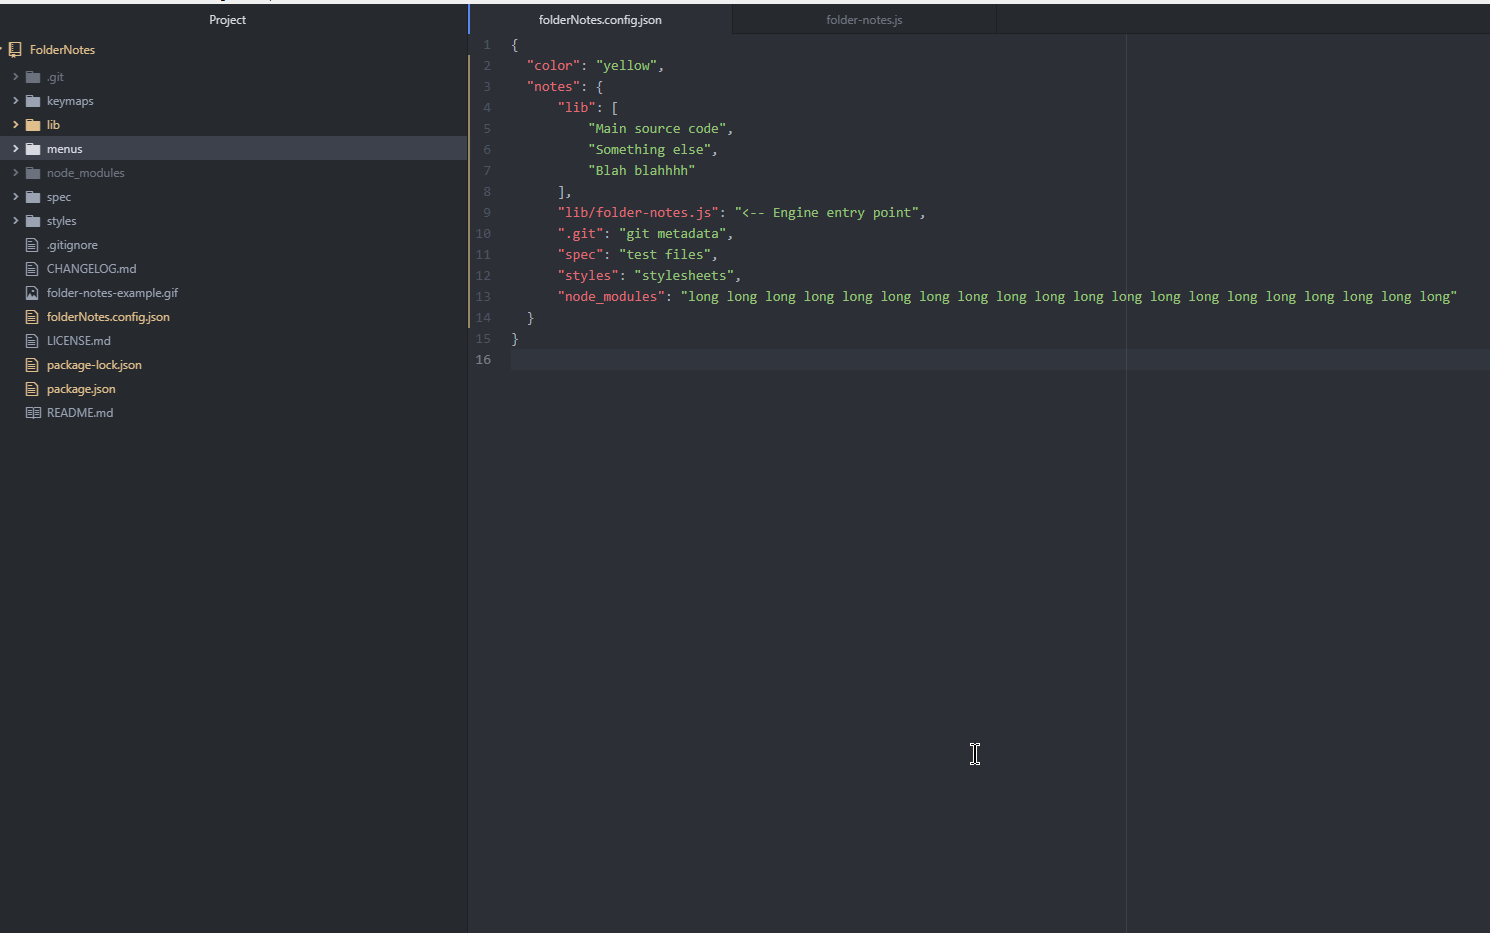 Project
FolderNotes
.git
keymaps
lib
menus
node_modules
spec
styles
.gitignore
CHANGELOG.md
folder-notes-example.gif
folderNotes.config.json
LICENSE.md
package-lock.json
package.json
README.md
folderNotes.config.json
folder-notes.js
1 {
2   "color": "yellow",
3   "notes": {
4       "lib": [
5           "Main source code",
6           "Something else",
7           "Blah blahhhh"
8       ],
9       "lib/folder-notes.js": "<-- Engine entry point",
10       ".git": "git metadata",
11       "spec": "test files",
12       "styles": "stylesheets",
13       "node_modules": "long long long long long long long long long long long long long long long long long long long long"
14   }
15 }
16